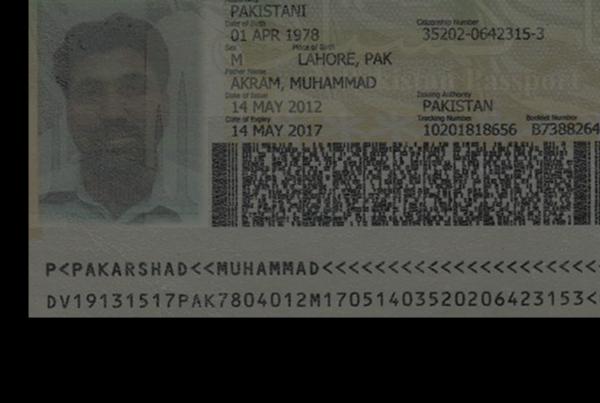 Nationality
PAKISTANI
Date of Birth Citizenship Number
01 APR 1978 35202-0642315-3
Sex Place of Birth
M LAHORE, PAK
Father Name
AKRAM, MUHAMMAD
Date of Issue Issuing Authority
14 MAY 2012 PAKISTAN
Date of Expiry Tracking Number Booklet Number
14 MAY 2017 10201818656 B7388264
P<PAKARSHAD<<MUHAMMAD<<<<<<<<<<<<<<<<<<<<<
DV19131517PAK7804012M17051403520206423153<